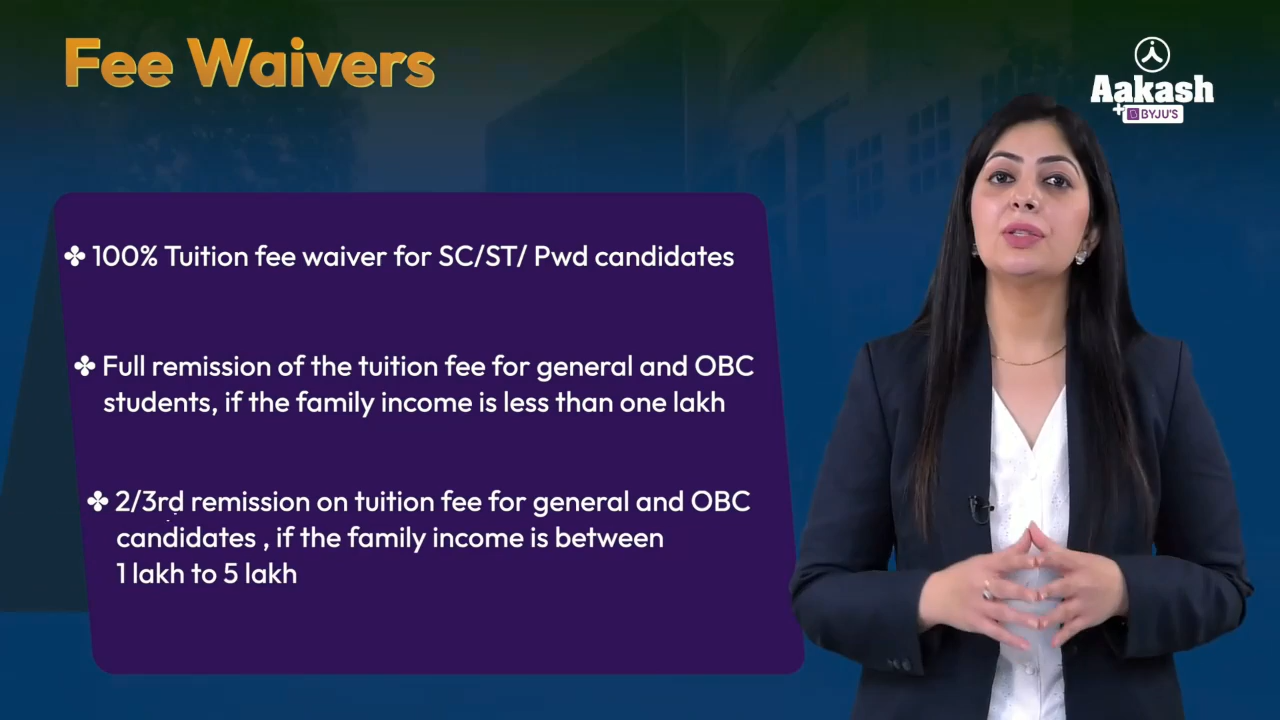 Fee Waivers
Aakash
+ BYJU'S
✤ 100% Tuition fee waiver for SC/ST/ Pwd candidates
✤ Full remission of the tuition fee for general and OBC
students, if the family income is less than one lakh
✤ 2/3rd remission on tuition fee for general and OBC
candidates , if the family income is between
1 lakh to 5 lakh